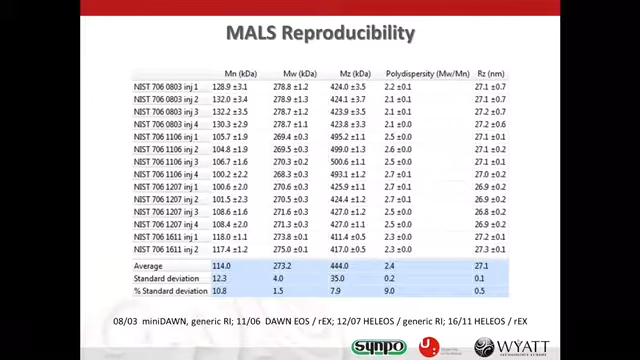 MALS Reproducibility
Mn (kDa) Mw (kDa) Mz (kDa) Polydispersity (Mw/Mn) Rz (nm)
NIST 706 0803 inj 1 128.9 ±3.1 278.8 ±1.2 424.0 ±3.5 2.2 ±0.1 27.1 ±0.7
NIST 706 0803 inj 2 132.0 ±3.4 278.9 ±1.3 424.1 ±3.7 2.1 ±0.1 27.1 ±0.7
NIST 706 0803 inj 3 132.2 ±3.5 278.7 ±1.2 423.9 ±3.5 2.1 ±0.1 27.2 ±0.7
NIST 706 0803 inj 4 130.3 ±2.9 278.7 ±1.1 423.8 ±3.3 2.1 ±0.0 27.2 ±0.6
NIST 706 1106 inj 1 105.7 ±1.9 269.4 ±0.3 495.2 ±1.1 2.5 ±0.0 27.1 ±0.1
NIST 706 1106 inj 2 104.8 ±1.9 269.5 ±0.3 499.0 ±1.3 2.6 ±0.0 27.1 ±0.2
NIST 706 1106 inj 3 106.7 ±1.6 270.3 ±0.2 500.6 ±1.1 2.5 ±0.0 27.1 ±0.1
NIST 706 1106 inj 4 100.2 ±2.2 268.3 ±0.2 493.1 ±1.2 2.7 ±0.1 27.0 ±0.2
NIST 706 1207 inj 1 100.6 ±2.0 270.6 ±0.3 425.9 ±1.1 2.7 ±0.1 26.9 ±0.2
NIST 706 1207 inj 2 101.5 ±2.3 270.5 ±0.3 424.4 ±1.2 2.7 ±0.1 26.9 ±0.2
NIST 706 1207 inj 3 108.6 ±1.6 271.6 ±0.3 427.0 ±1.2 2.5 ±0.0 26.8 ±0.2
NIST 706 1207 inj 4 108.4 ±2.0 271.3 ±0.3 427.0 ±1.1 2.5 ±0.0 26.9 ±0.2
NIST 706 1611 inj 1 118.0 ±1.1 273.8 ±0.1 411.4 ±0.5 2.3 ±0.0 27.2 ±0.1
NIST 706 1611 inj 2 117.4 ±1.2 275.0 ±0.1 417.0 ±0.5 2.3 ±0.0 27.3 ±0.1
Average 114.0 273.2 444.0 2.4 27.1
Standard deviation 12.3 4.0 35.0 0.2 0.1
% Standard deviation 10.8 1.5 7.9 9.0 0.5
08/03 miniDAWN, generic RI; 11/06 DAWN EOS / rEX; 12/07 HELEOS / generic RI; 16/11 HELEOS / rEX
synpo WYATT